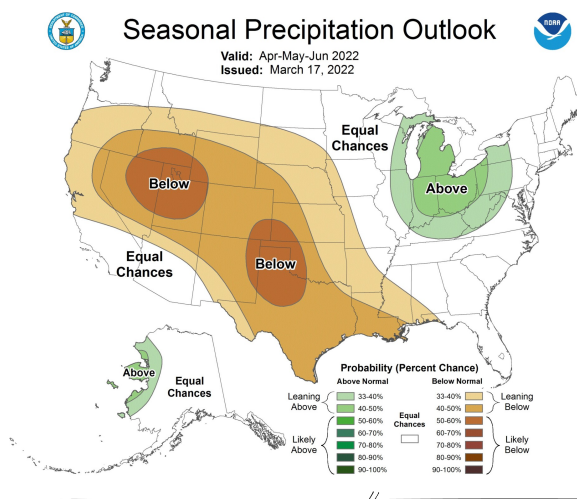 Seasonal Precipitation Outlook
NOAA
Valid: Apr-May-Jun 2022
Issued: March 17, 2022
Equal
Chances
Above
Below
Below
Equal
Chances
Above
Equal
Chances
Probability (Percent Chance)
Above Normal
Below Normal
Leaning
Above
33-40%
40-50%
Likely
Above
50-60%
60-70%
70-80%
80-90%
90-100%
Equal
Chances
33-40%
40-50%
Leaning
Below
50-60%
60-70%
70-80%
80-90%
90-100%
Likely
Below